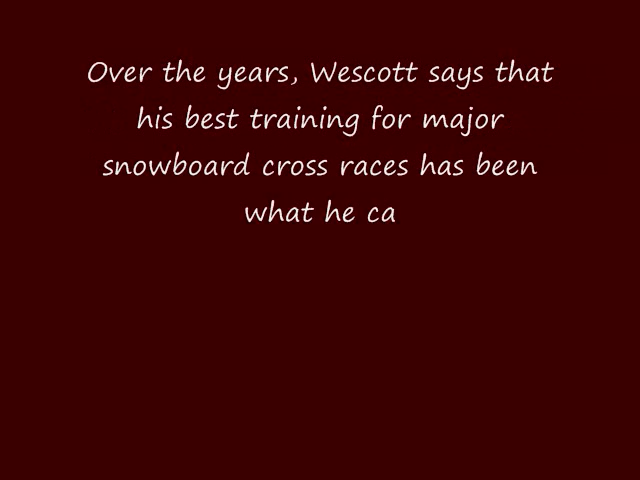 Over the years, Wescott says that
his best training for major
snowboard cross races has been
what he ca